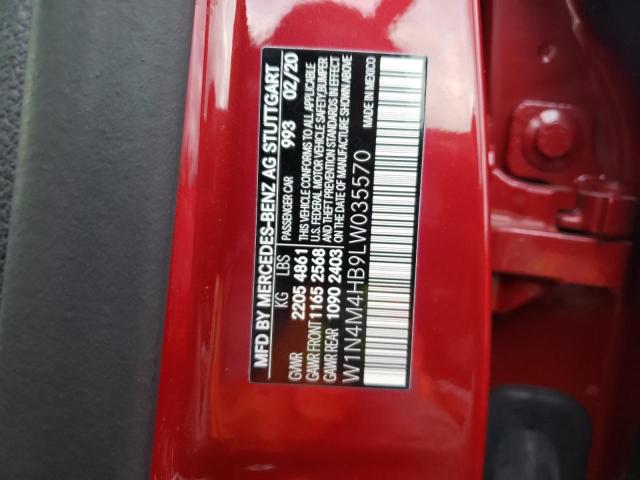 MFD BY MERCEDES-BENZ AG STUTTGART
KG LBS PASSENGER CAR 993 02/20
GVWR 2205 4861 THIS VEHICLE CONFORMS TO ALL APPLICABLE
GAWR FRONT 1165 2568 U.S. FEDERAL MOTOR VEHICLE SAFETY, BUMPER
GAWR REAR 1090 2403 AND THEFT PREVENTION STANDARDS IN EFFECT
ON THE DATE OF MANUFACTURE SHOWN ABOVE
W1N4M4HB9LW035570 MADE IN MEXICO